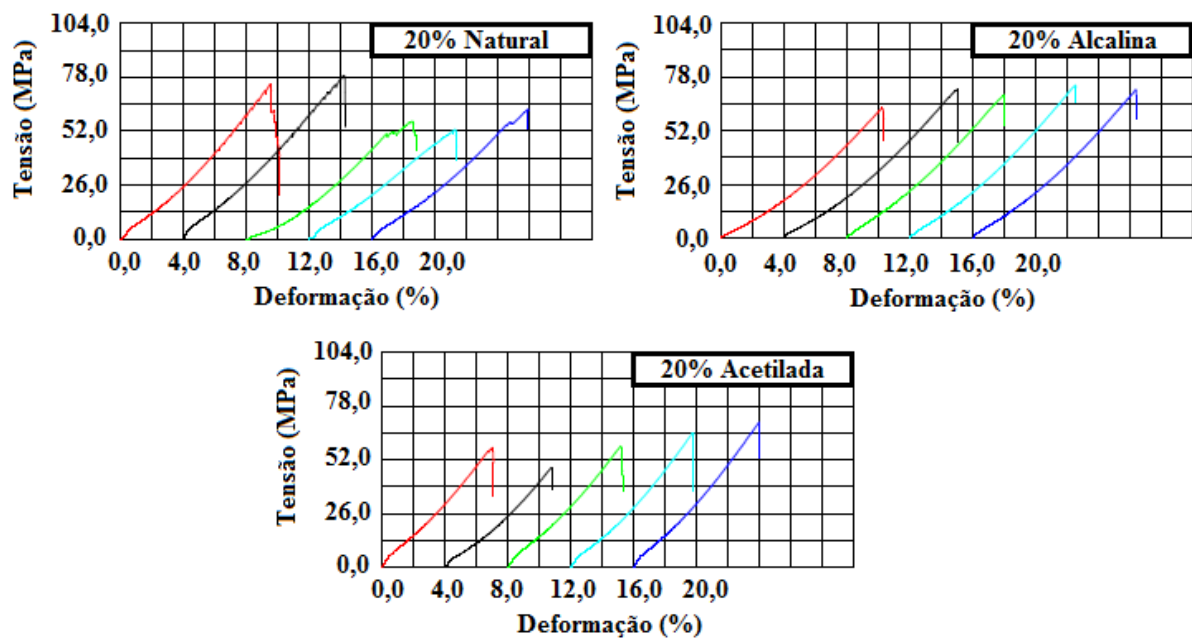 104,0
20% Natural
78,0
52,0
26,0
0,0
Tensão (MPa)
0,0 4,0 8,0 12,0 16,0 20,0
Deformação (%)
104,0
20% Alcalina
78,0
52,0
26,0
0,0
Tensão (MPa)
0,0 4,0 8,0 12,0 16,0 20,0
Deformação (%)
104,0
20% Acetilada
78,0
52,0
26,0
0,0
Tensão (MPa)
0,0 4,0 8,0 12,0 16,0 20,0
Deformação (%)